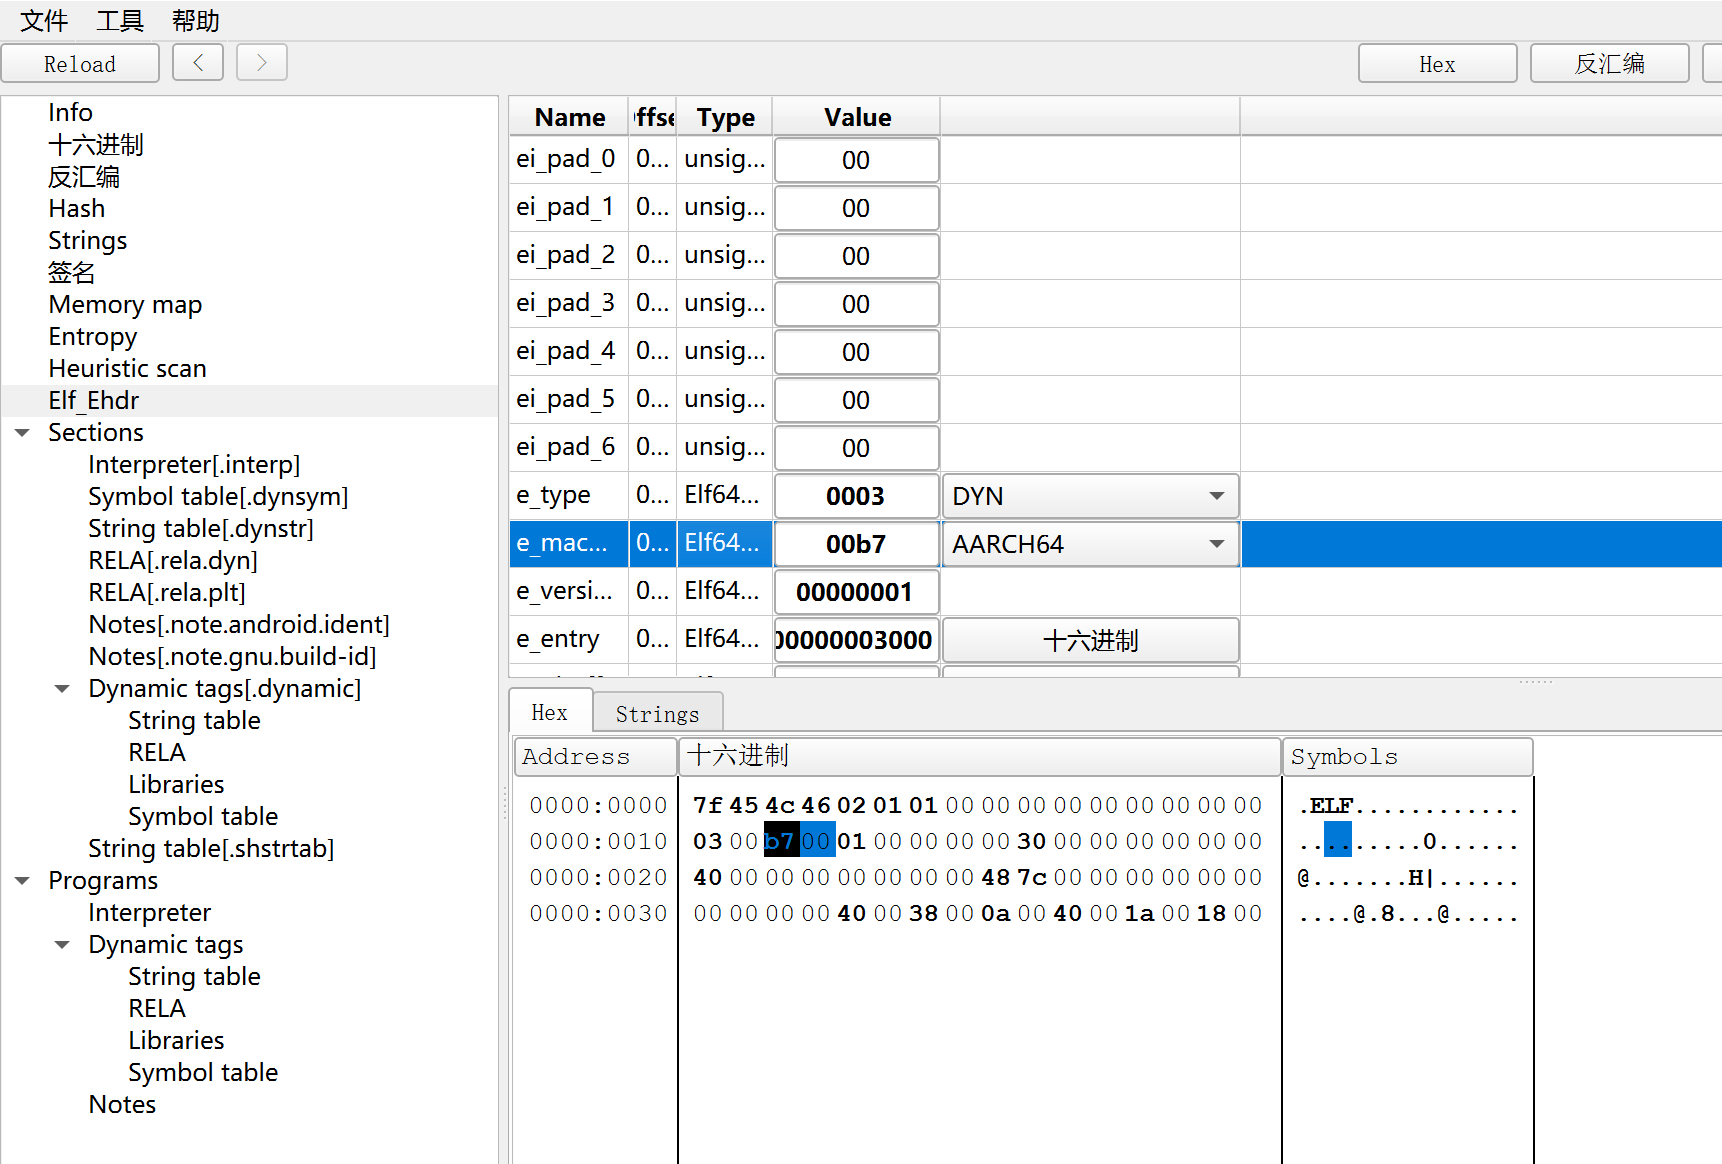 文件 工具 帮助
Reload < > Hex 反汇编
Info
十六进制
反汇编
Hash
Strings
签名
Memory map
Entropy
Heuristic scan
Elf_Ehdr
Sections
Interpreter[.interp]
Symbol table[.dynsym]
String table[.dynstr]
RELA[.rela.dyn]
RELA[.rela.plt]
Notes[.note.android.ident]
Notes[.note.gnu.build-id]
Dynamic tags[.dynamic]
String table
RELA
Libraries
Symbol table
String table[.shstrtab]
Programs
Interpreter
Dynamic tags
String table
RELA
Libraries
Symbol table
Notes
Name Offse Type Value
ei_pad_0 0... unsig... 00
ei_pad_1 0... unsig... 00
ei_pad_2 0... unsig... 00
ei_pad_3 0... unsig... 00
ei_pad_4 0... unsig... 00
ei_pad_5 0... unsig... 00
ei_pad_6 0... unsig... 00
e_type 0... Elf64... 0003 DYN
e_mac... 0... Elf64... 00b7 AARCH64
e_versi... 0... Elf64... 00000001
e_entry 0... Elf64... 00000003000 十六进制
Hex Strings
Address 十六进制 Symbols
0000:0000 7f 45 4c 46 02 01 01 00 00 00 00 00 00 00 00 00 .ELF............
0000:0010 03 00 b7 00 01 00 00 00 00 30 00 00 00 00 00 00 .........0......
0000:0020 40 00 00 00 00 00 00 00 48 7c 00 00 00 00 00 00 @.......H|......
0000:0030 00 00 00 00 40 00 38 00 0a 00 40 00 1a 00 18 00 ....@.8...@.....